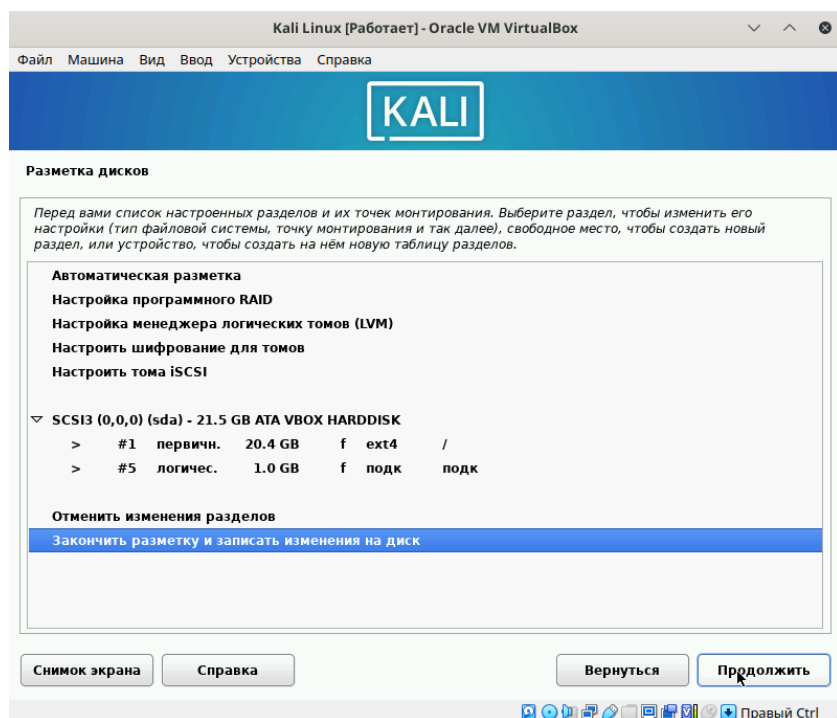 Kali Linux [Работает] - Oracle VM VirtualBox
Файл Машина Вид Ввод Устройства Справка
KALI
Разметка дисков
Перед вами список настроенных разделов и их точек монтирования. Выберите раздел, чтобы изменить его
настройки (тип файловой системы, точку монтирования и так далее), свободное место, чтобы создать новый
раздел, или устройство, чтобы создать на нём новую таблицу разделов.
Автоматическая разметка
Настройка программного RAID
Настройка менеджера логических томов (LVM)
Настроить шифрование для томов
Настроить тома iSCSI
SCSI3 (0,0,0) (sda) - 21.5 GB ATA VBOX HARDDISK
> #1 первичн. 20.4 GB f ext4 /
> #5 логичес. 1.0 GB f подк подк
Отменить изменения разделов
Закончить разметку и записать изменения на диск
Снимок экрана Справка Вернуться Продолжить
Правый Ctrl